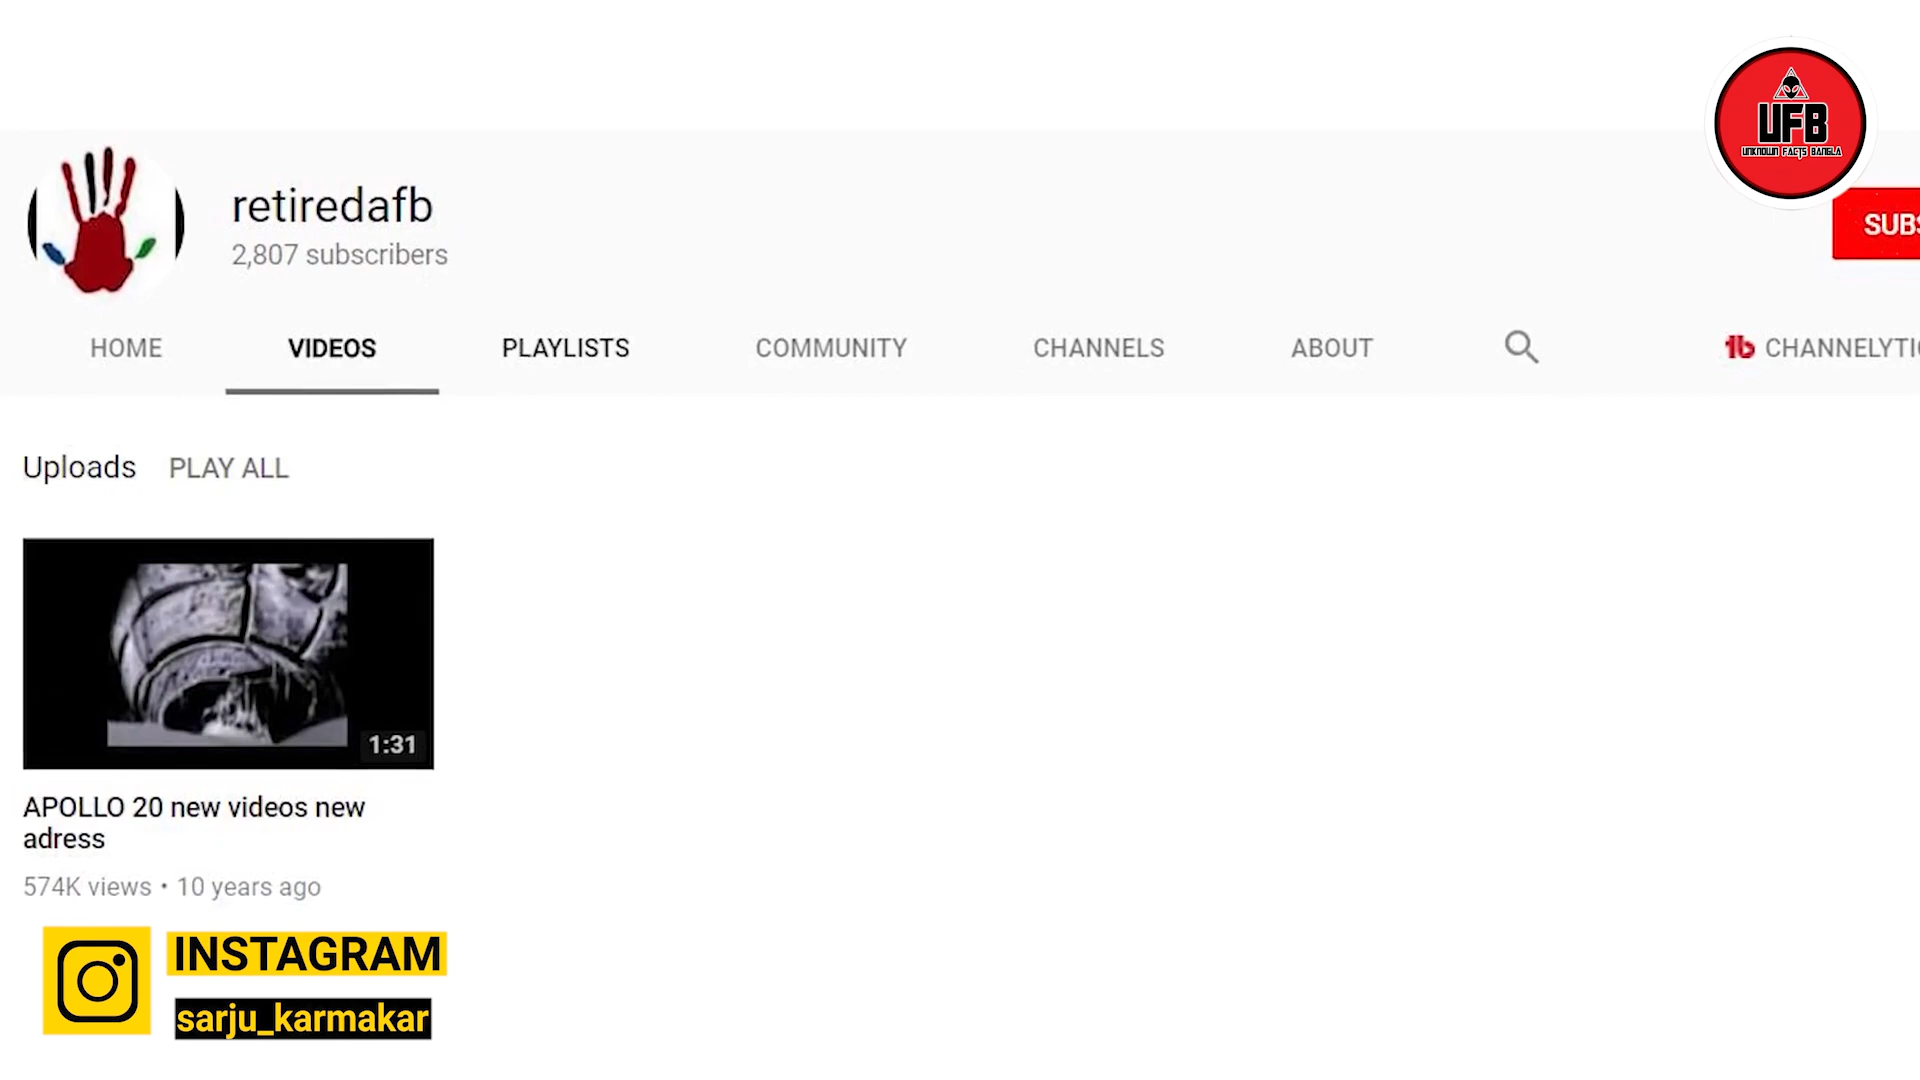 UFB
UNKNOWN FACTS BANGLA
retiredafb
2,807 subscribers
SUBS
HOME VIDEOS PLAYLISTS COMMUNITY CHANNELS ABOUT CHANNELYTIC
Uploads PLAY ALL
1:31
APOLLO 20 new videos new
adress
574K views • 10 years ago
INSTAGRAM
sarju_karmakar